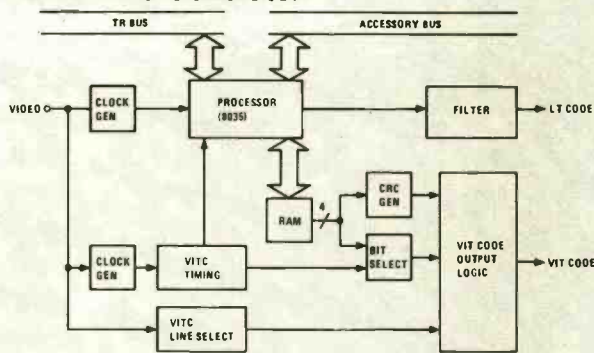 TR BUS
ACCESSORY BUS
VIDEO
CLOCK
GEN
PROCESSOR
(8035)
FILTER
LT CODE
4
RAM
CRC
GEN
CLOCK
GEN
VITC
TIMING
BIT
SELECT
VIT CODE
OUTPUT
LOGIC
VIT CODE
VITC
LINE SELECT